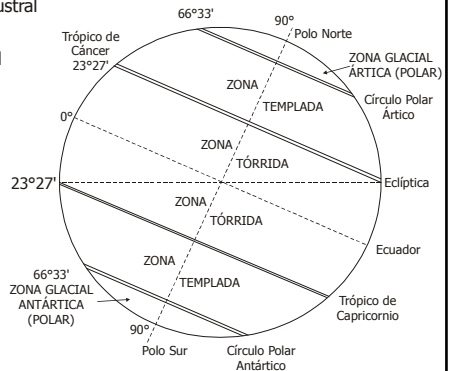 ustral
66°33'
90°
Polo Norte
Trópico de
Cáncer
23°27'
ZONA GLACIAL
ÁRTICA (POLAR)
ZONA
TEMPLADA
Círculo Polar
Ártico
0°
ZONA
TÓRRIDA
23°27'
Eclíptica
ZONA
TÓRRIDA
Ecuador
ZONA
TEMPLADA
66°33'
ZONA GLACIAL
ANTÁRTICA
(POLAR)
Trópico de
Capricornio
90°
Polo Sur
Círculo Polar
Antártico